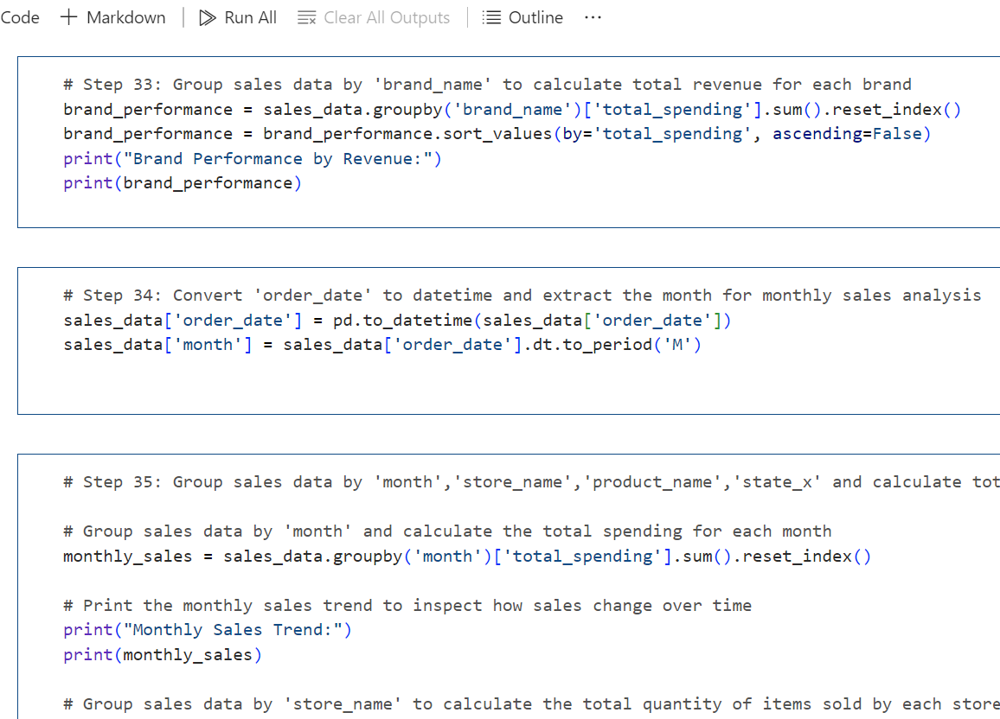 Code + Markdown | Run All Clear All Outputs | Outline ...
# Step 33: Group sales data by 'brand_name' to calculate total revenue for each brand
brand_performance = sales_data.groupby('brand_name')['total_spending'].sum().reset_index()
brand_performance = brand_performance.sort_values(by='total_spending', ascending=False)
print("Brand Performance by Revenue:")
print(brand_performance)
# Step 34: Convert 'order_date' to datetime and extract the month for monthly sales analysis
sales_data['order_date'] = pd.to_datetime(sales_data['order_date'])
sales_data['month'] = sales_data['order_date'].dt.to_period('M')
# Step 35: Group sales data by 'month','store_name','product_name','state_x' and calculate tot
# Group sales data by 'month' and calculate the total spending for each month
monthly_sales = sales_data.groupby('month')['total_spending'].sum().reset_index()
# Print the monthly sales trend to inspect how sales change over time
print("Monthly Sales Trend:")
print(monthly_sales)
# Group sales data by 'store_name' to calculate the total quantity of items sold by each store